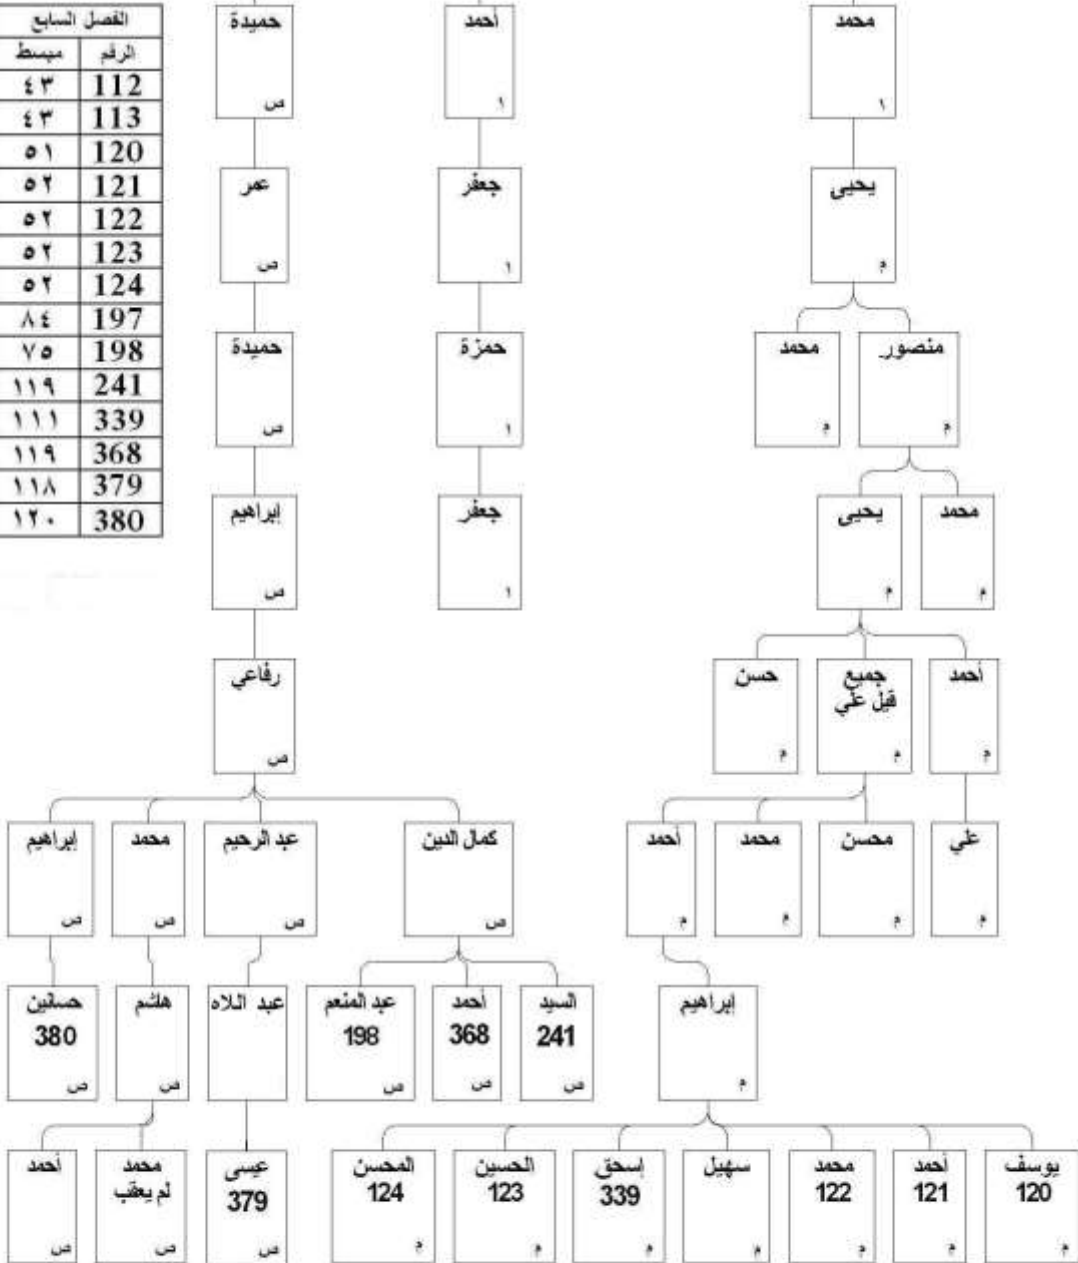 الفصل السابع
الرقم مبسط
112 ٤٣
113 ٤٣
120 ٥١
121 ٥٢
122 ٥٢
123 ٥٢
124 ٥٢
197 ٨٤
198 ٧٥
241 ١١٩
339 ١١١
368 ١١٩
379 ١١٨
380 ١٢٠
محمد
١
أحمد
١
حميدة
ص
يحيى
م
جعفر
١
عمر
ص
منصور
م
محمد
م
حمزة
١
حميدة
ص
محمد
م
يحيى
م
جعفر
١
إبراهيم
ص
أحمد
م
جميع
قيل علي
م
حسن
م
رفاعي
ص
علي
م
محسن
م
محمد
م
أحمد
م
كمال الدين
ص
عبد الرحيم
ص
محمد
ص
إبراهيم
ص
إبراهيم
م
السيد
241
ص
أحمد
368
ص
عبد المنعم
198
ص
عبد اللاه
هاشم
ص
حسانين
380
ص
يوسف
120
م
أحمد
121
م
محمد
122
م
سهيل
م
إسحق
339
م
الحسين
123
م
المحسن
124
م
عيسى
379
ص
محمد
لم يعقب
ص
أحمد
ص